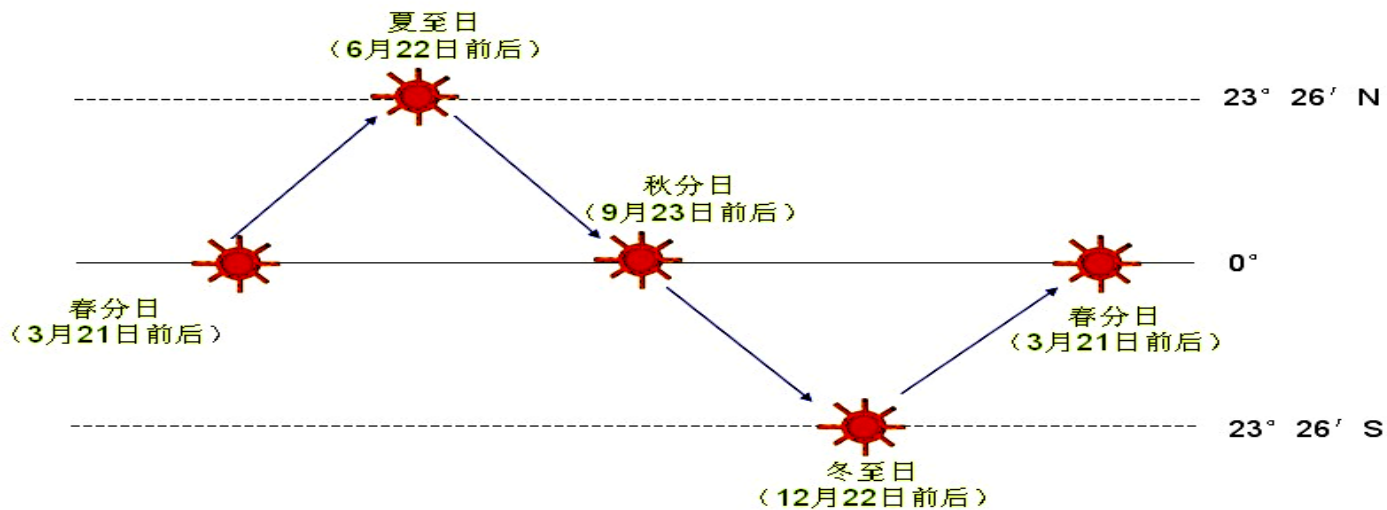 夏至日
（6月22日前后）
23° 26′ N
秋分日
（9月23日前后）
0°
春分日
（3月21日前后）
春分日
（3月21日前后）
23° 26′ S
冬至日
（12月22日前后）